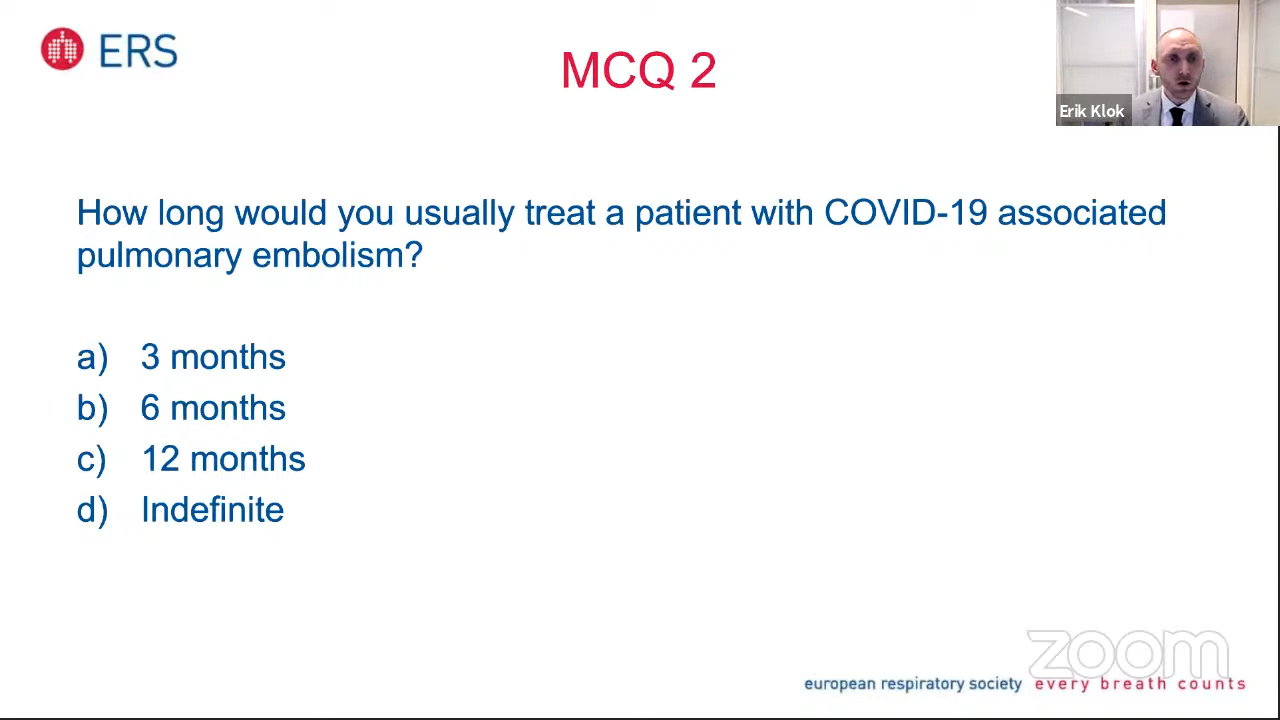 ERS
MCQ 2
Erik Klok
How long would you usually treat a patient with COVID-19 associated
pulmonary embolism?
a) 3 months
b) 6 months
c) 12 months
d) Indefinite
zoom
european respiratory society every breath counts